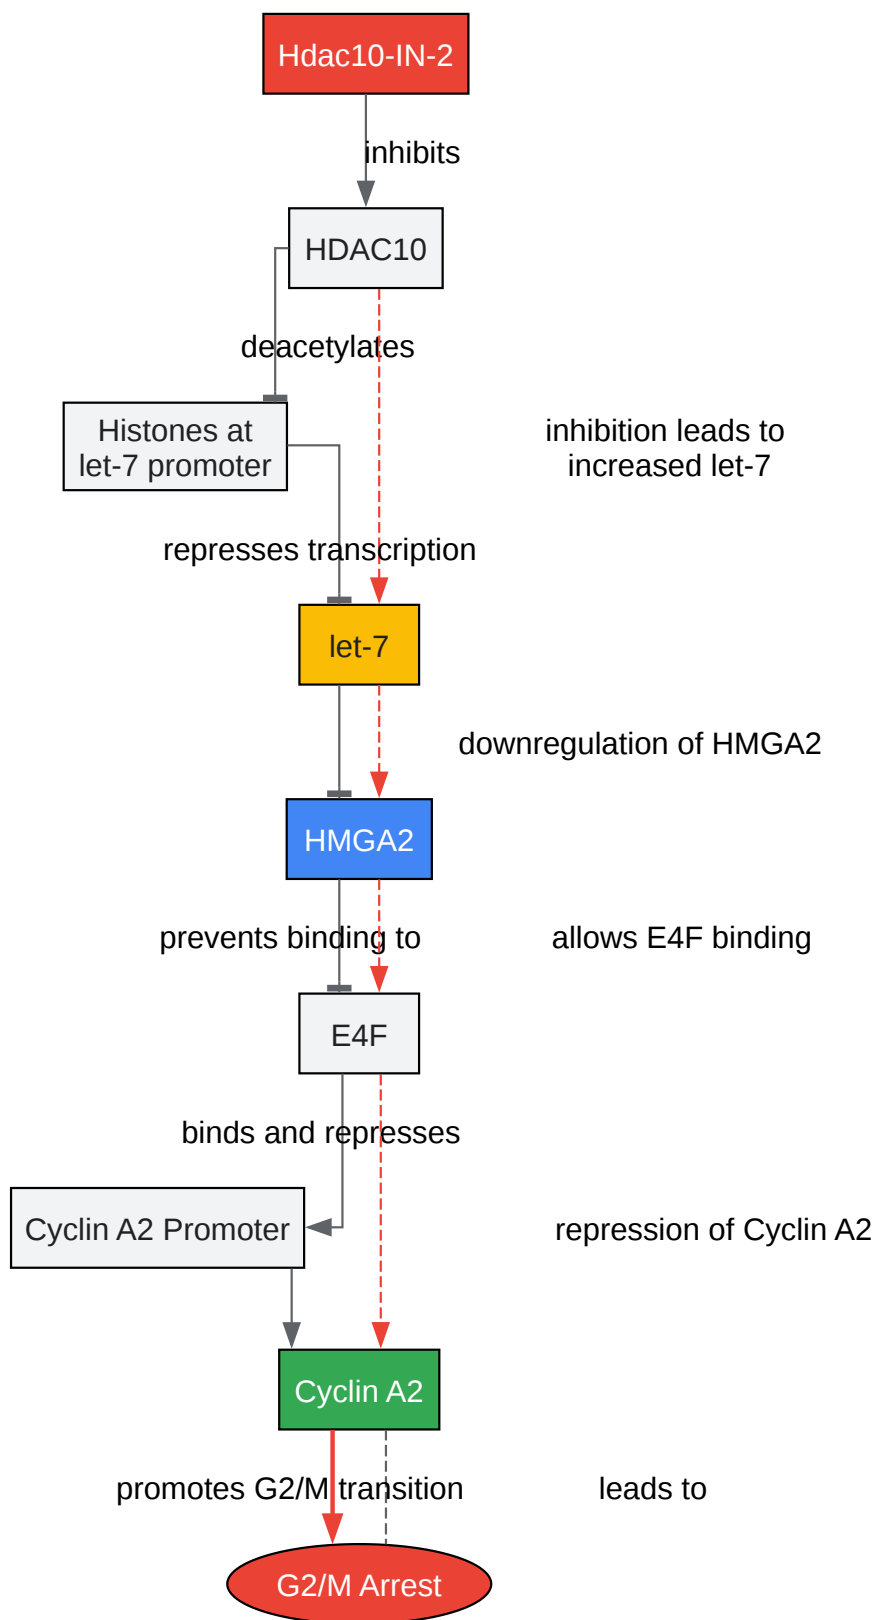 Hdac10-IN-2
inhibits
HDAC10
deacetylates
Histones at
let-7 promoter
inhibition leads to
increased let-7
represses transcription
let-7
downregulation of HMGA2
HMGA2
prevents binding to
allows E4F binding
E4F
binds and represses
Cyclin A2 Promoter
repression of Cyclin A2
Cyclin A2
promotes G2/M transition
leads to
G2/M Arrest